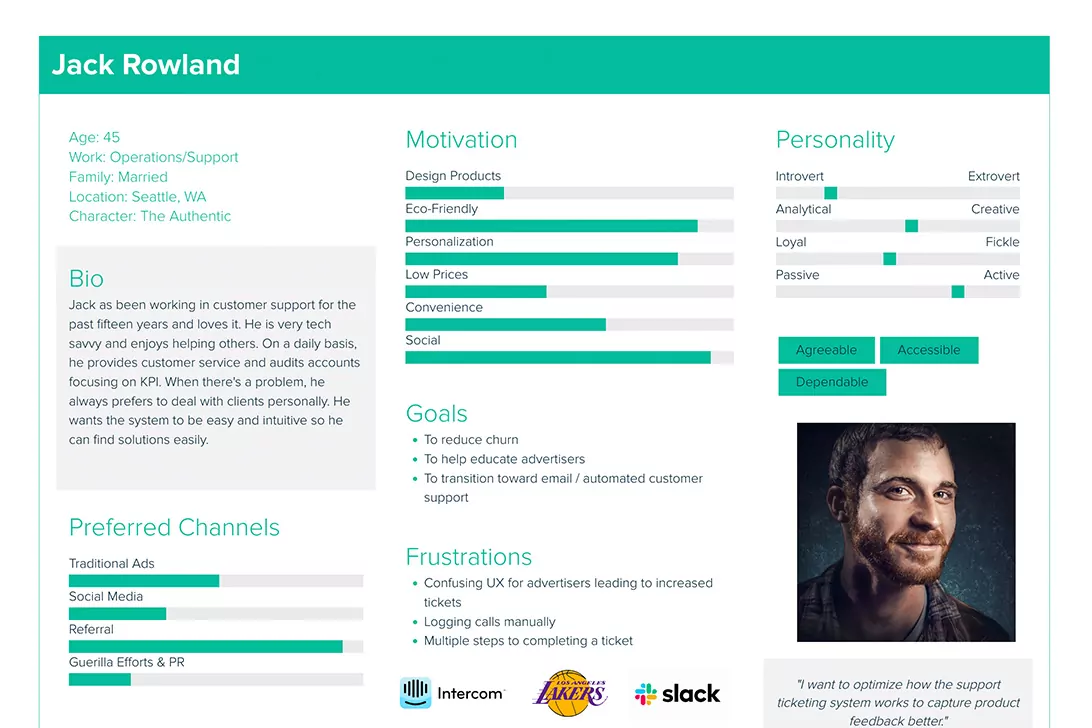 Jack Rowland
Age: 45
Work: Operations/Support
Family: Married
Location: Seattle, WA
Character: The Authentic
Bio
Jack as been working in customer support for the
past fifteen years and loves it. He is very tech
savvy and enjoys helping others. On a daily basis,
he provides customer service and audits accounts
focusing on KPI. When there's a problem, he
always prefers to deal with clients personally. He
wants the system to be easy and intuitive so he
can find solutions easily.
Preferred Channels
Traditional Ads
Social Media
Referral
Guerilla Efforts & PR
Motivation
Design Products
Eco-Friendly
Personalization
Low Prices
Convenience
Social
Goals
To reduce churn
To help educate advertisers
To transition toward email / automated customer
support
Frustrations
Confusing UX for advertisers leading to increased
tickets
Logging calls manually
Multiple steps to completing a ticket
Intercom
LOS ANGELES
LAKERS
slack
Personality
Introvert Extrovert
Analytical Creative
Loyal Fickle
Passive Active
Agreeable Accessible
Dependable
"I want to optimize how the support
ticketing system works to capture product
feedback better."